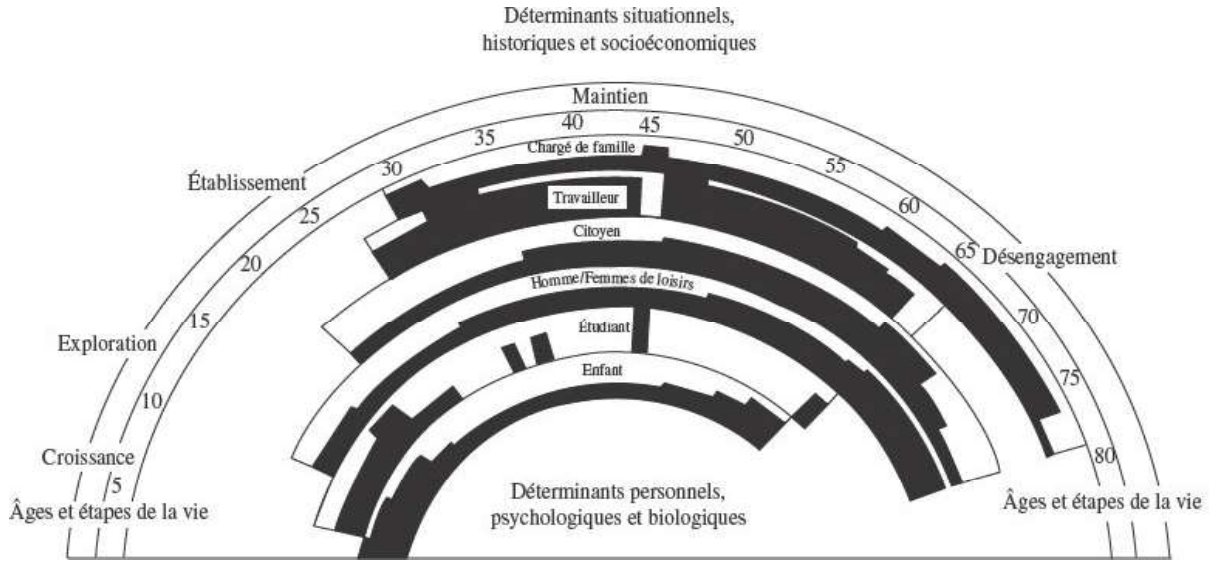 Déterminants situationnels,
historiques et socioéconomiques
Maintien
40
45
35
50
Chargé de famille
55
30
Établissement
Travailleur
25
60
Citoyen
65
Désengagement
20
Homme/Femmes de loisirs
15
70
Étudiant
Exploration
Enfant
75
10
Croissance
80
5
Déterminants personnels,
psychologiques et biologiques
Âges et étapes de la vie
Âges et étapes de la vie